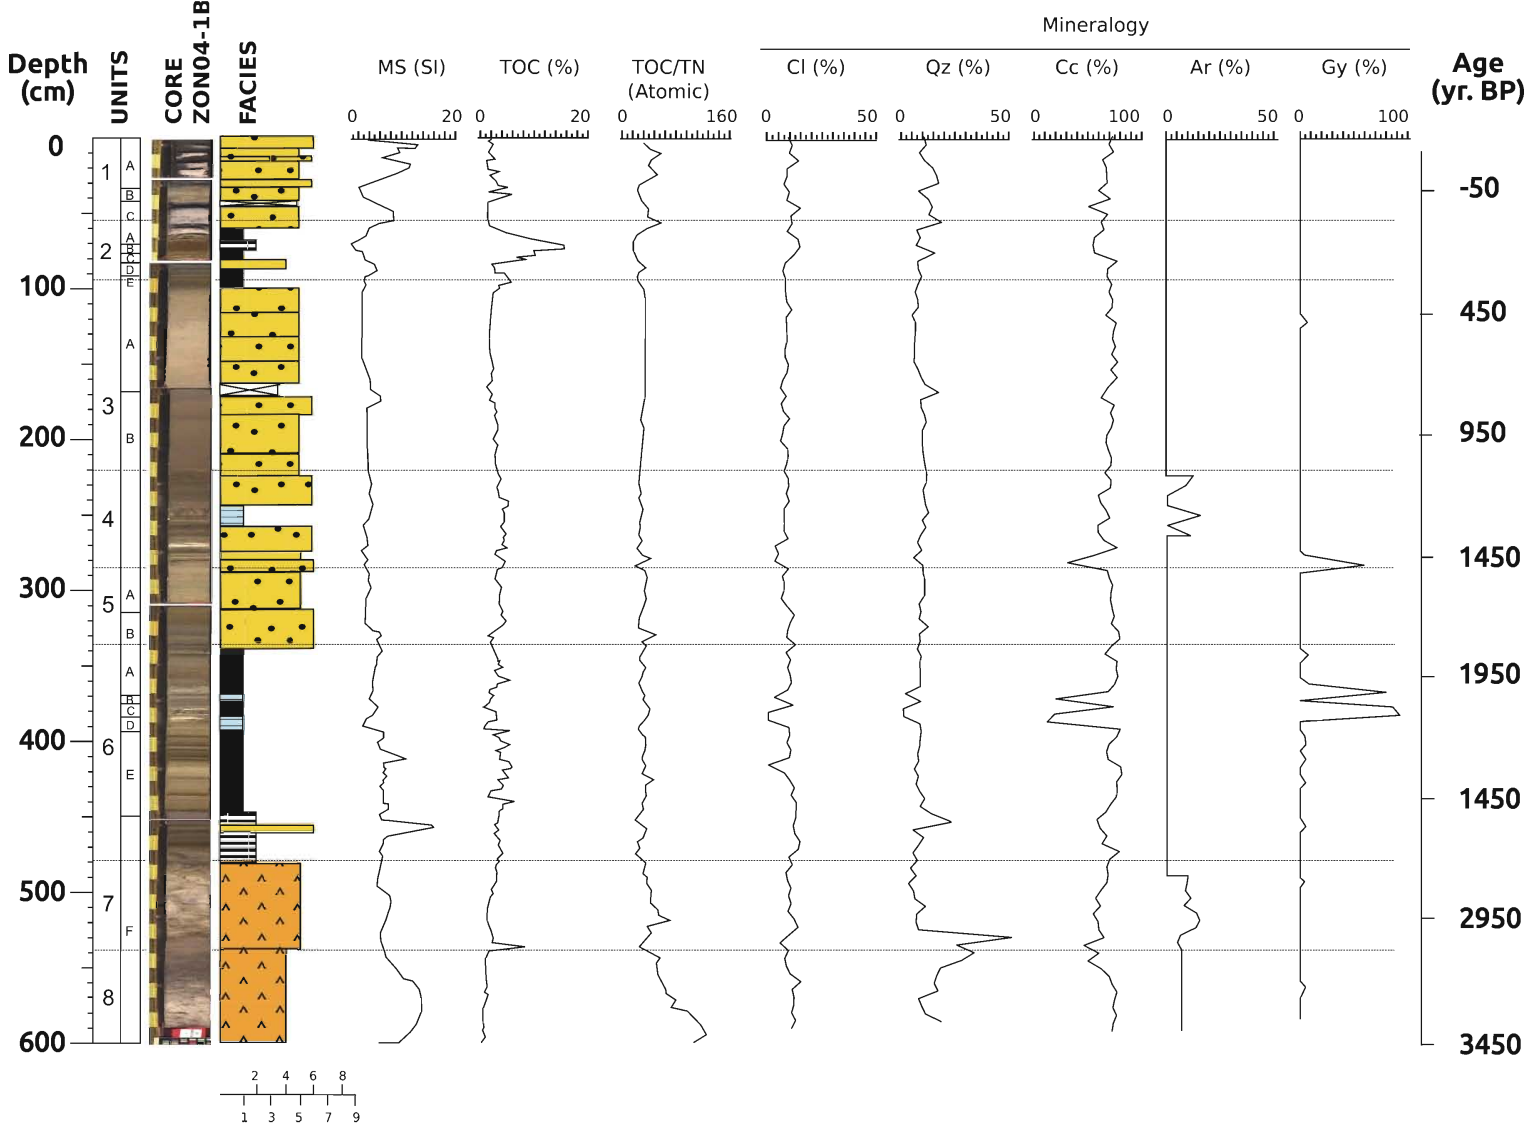 Mineralogy
Depth (cm)
UNITS
CORE ZON04-1B
FACIES
MS (SI)
TOC (%)
TOC/TN (Atomic)
Cl (%)
Qz (%)
Cc (%)
Ar (%)
Gy (%)
Age (yr. BP)
0 20
0 20
0 160
0 50
0 50
0 100
0 50
0 100
0
100
200
300
400
500
600
1
2
3
4
5
6
7
8
A
B
C
A
B
C
D
E
A
B
A
B
A
B
C
D
E
F
-50
450
950
1450
1950
1450
2950
3450
2 4 6 8
1 3 5 7 9